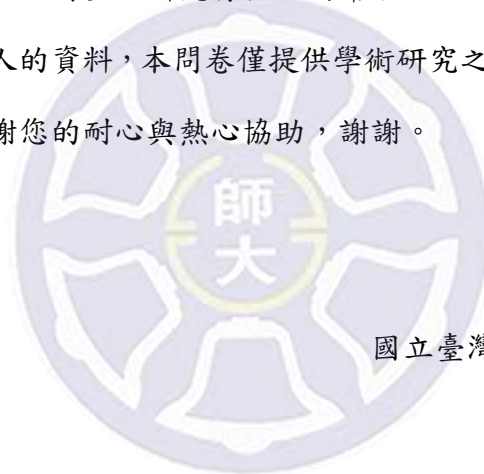 人的資料，本問卷僅提供學術研究之
謝您的耐心與熱心協助，謝謝。
師
大
國立臺灣